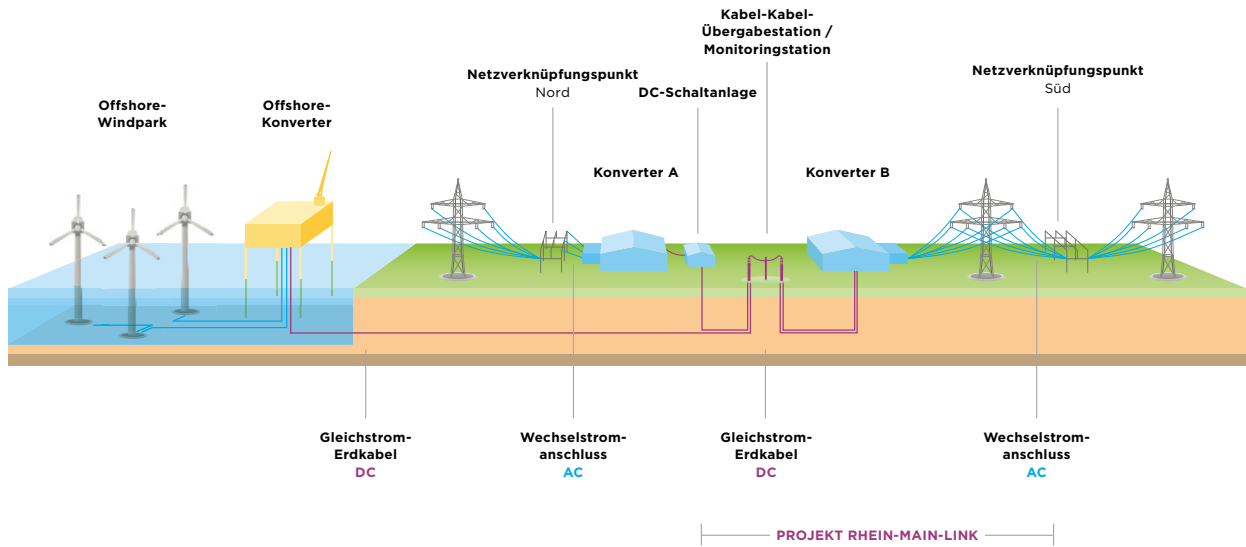 Kabel-Kabel-
Übergabestation /
Monitoringstation
Netzverknüpfungspunkt
Nord
DC-Schaltanlage
Netzverknüpfungspunkt
Süd
Offshore-
Windpark
Offshore-
Konverter
Konverter A
Konverter B
Gleichstrom-
Erdkabel
DC
Wechselstrom-
anschluss
AC
Gleichstrom-
Erdkabel
DC
Wechselstrom-
anschluss
AC
PROJEKT RHEIN-MAIN-LINK